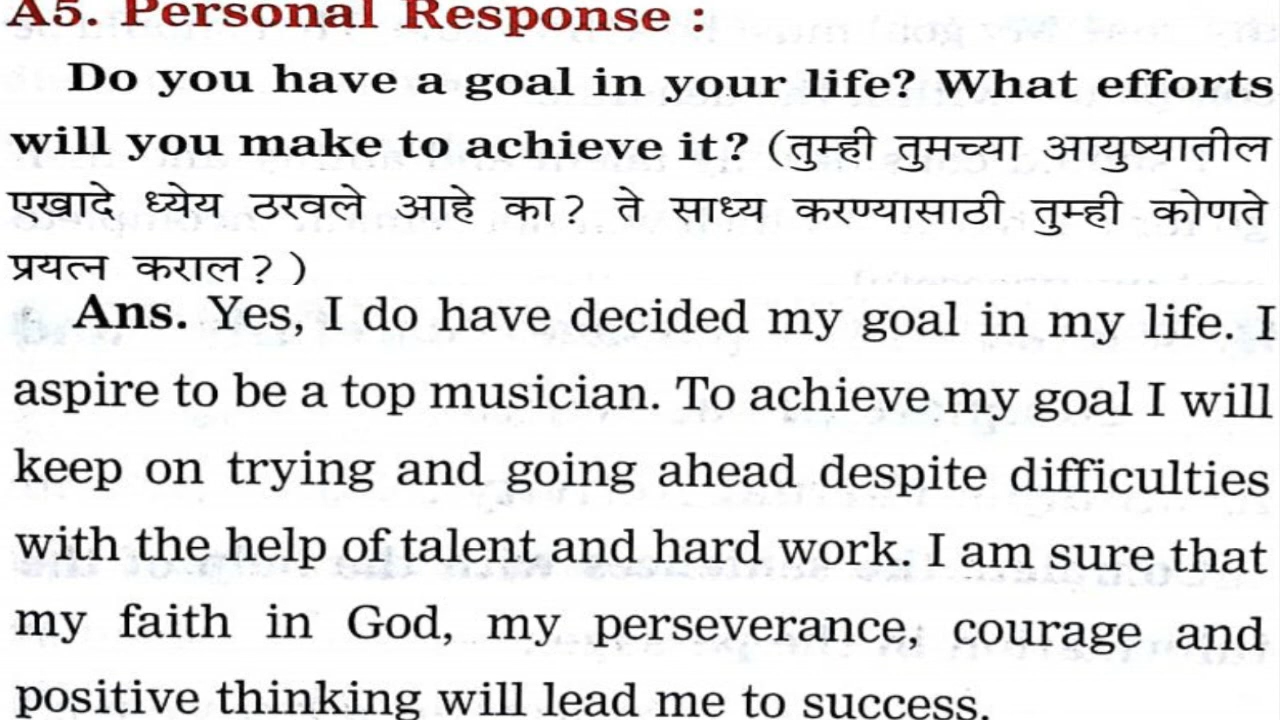 A5. Personal Response :
Do you have a goal in your life? What efforts
will you make to achieve it? (तुम्ही तुमच्या आयुष्यातील
एखादे ध्येय ठरवले आहे का? ते साध्य करण्यासाठी तुम्ही कोणते
प्रयत्न कराल? )
Ans. Yes, I do have decided my goal in my life. I
aspire to be a top musician. To achieve my goal I will
keep on trying and going ahead despite difficulties
with the help of talent and hard work. I am sure that
my faith in God, my perseverance, courage and
positive thinking will lead me to success.